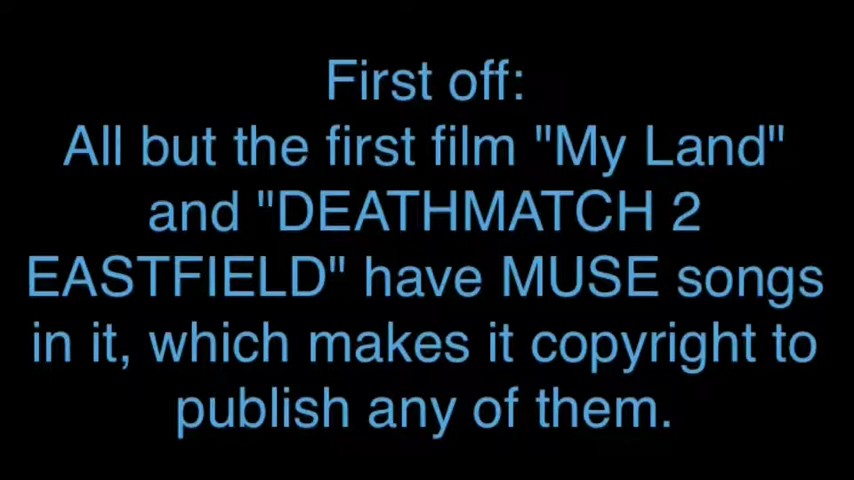 First off:
All but the first film "My Land"
and "DEATHMATCH 2
EASTFIELD" have MUSE songs
in it, which makes it copyright to
publish any of them.